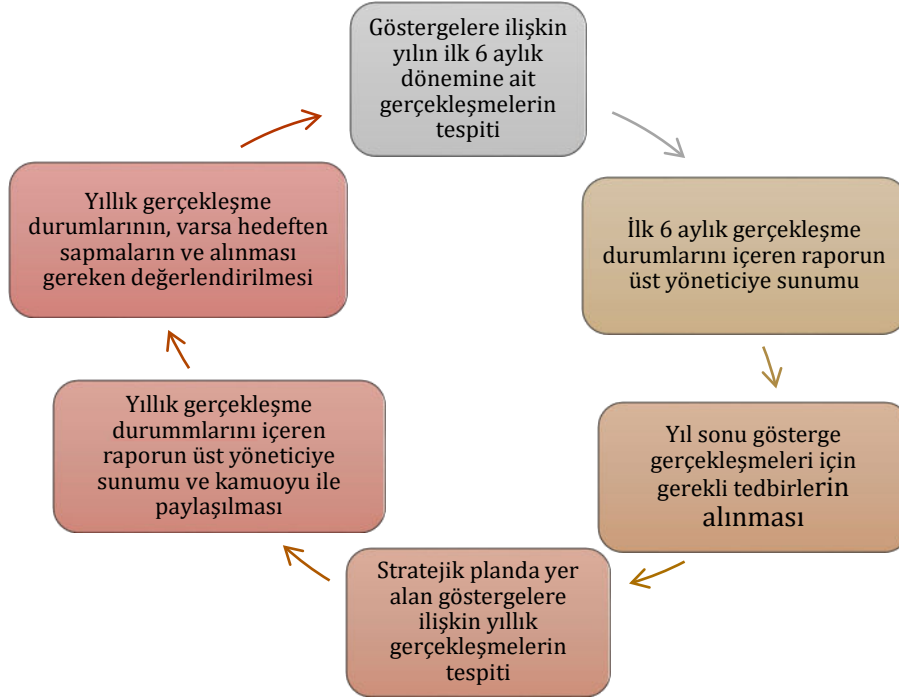 Göstergelere ilişkin
yılın ilk 6 aylık
dönemine ait
gerçekleşmelerin
tespiti
İlk 6 aylık gerçekleşme
durumlarını içeren raporun
üst yöneticiye sunumu
Yıl sonu gösterge
gerçekleşmeleri için
gerekli tedbirlerin
alınması
Stratejik planda yer
alan göstergelere
ilişkin yıllık
gerçekleşmelerin
tespiti
Yıllık gerçekleşme
durummlarını içeren
raporun üst yöneticiye
sunumu ve kamuoyu ile
paylaşılması
Yıllık gerçekleşme
durumlarının, varsa hedeften
sapmaların ve alınması
gereken değerlendirilmesi